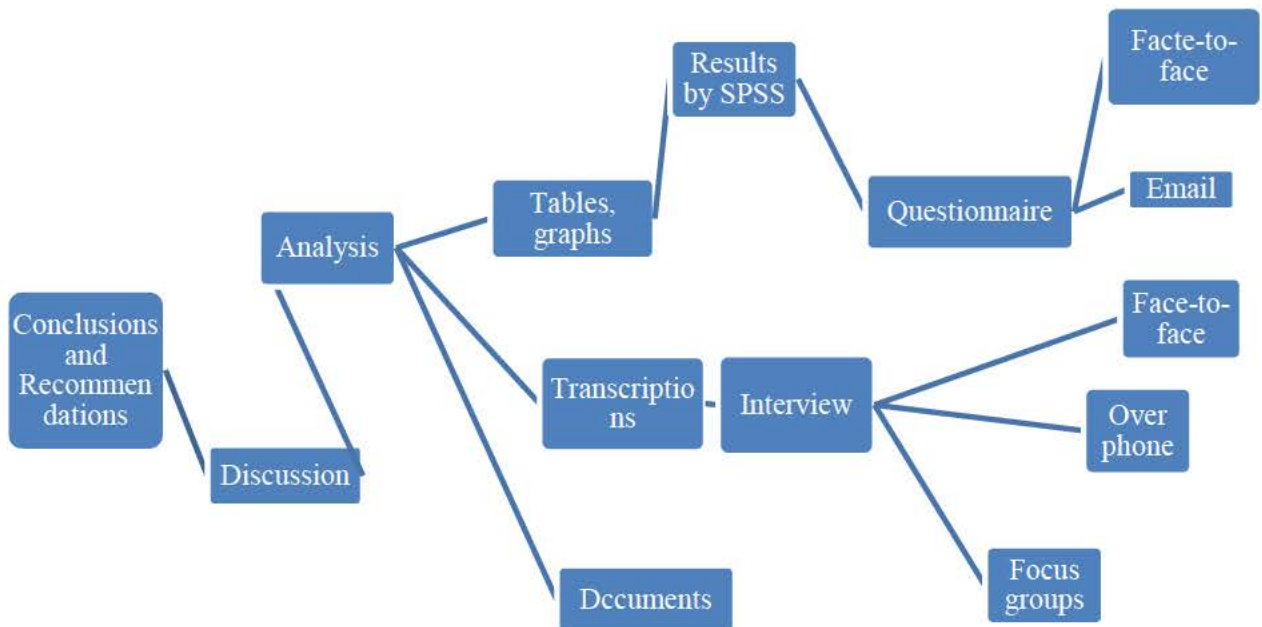 Facte-to-
face
Results
by SPSS
Email
Tables,
graphs
Questionnaire
Analysis
Face-to-
face
Conclusions
and
Recommen
dations
Transcriptio
ns
Interview
Over
phone
Discussion
Focus
groups
Dccuments